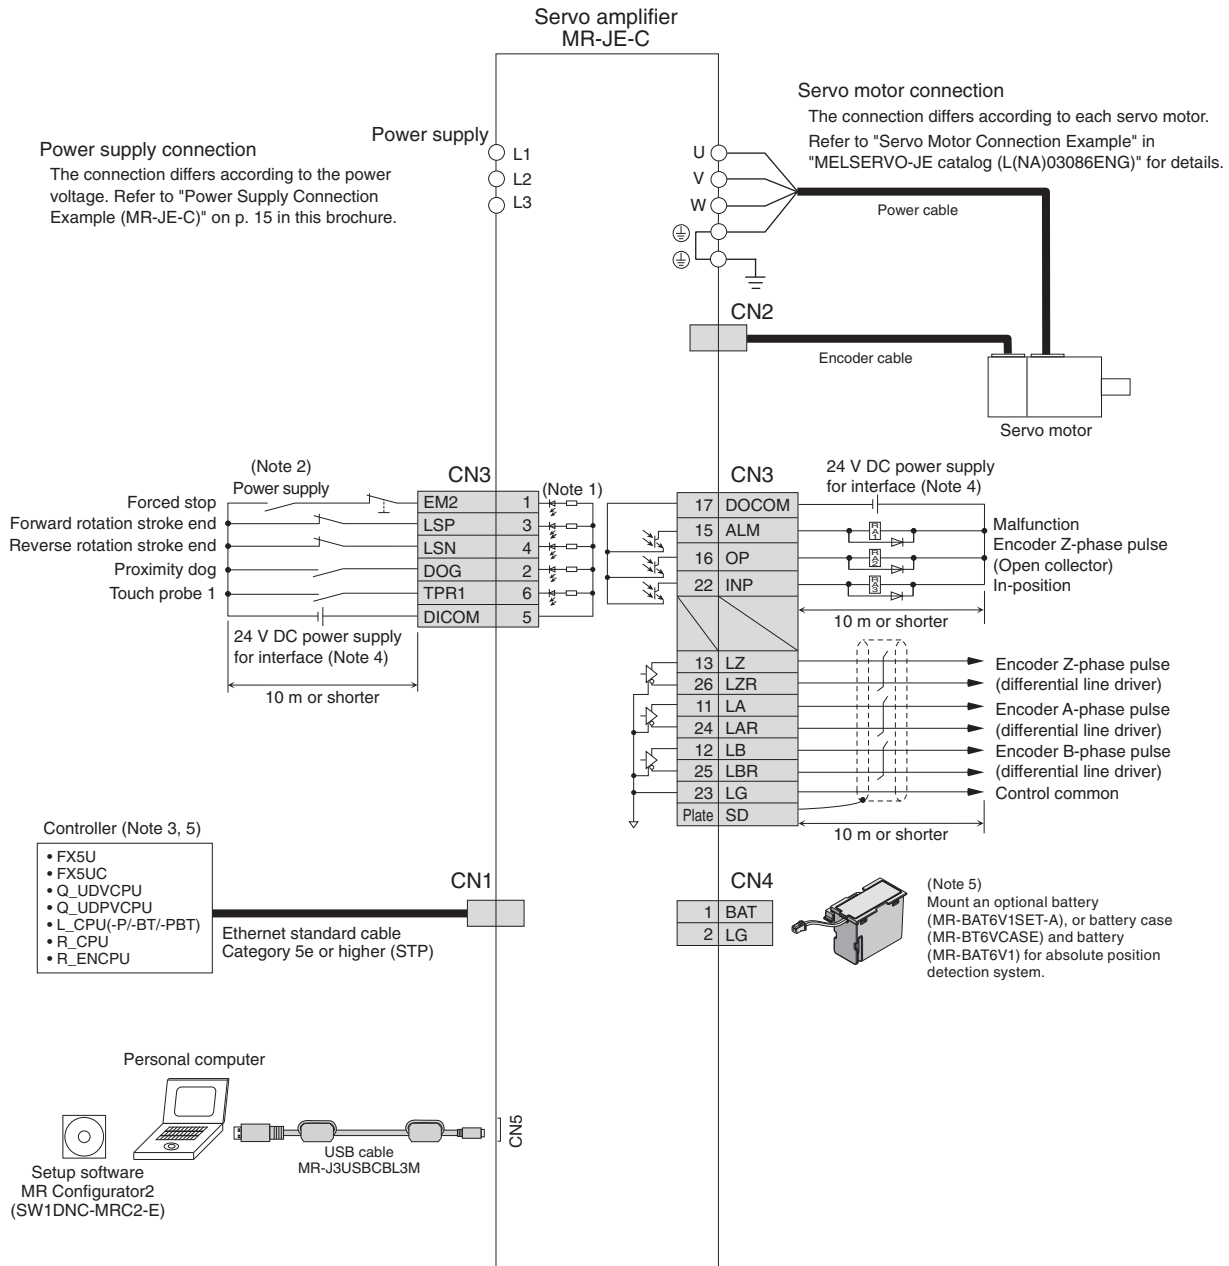 Servo amplifier
MR-JE-C
Power supply connection
The connection differs according to the power
voltage. Refer to "Power Supply Connection
Example (MR-JE-C)" on p. 15 in this brochure.
Power supply
L1
L2
L3
U
V
W
Servo motor connection
The connection differs according to each servo motor.
Refer to "Servo Motor Connection Example" in
"MELSERVO-JE catalog (L(NA)03086ENG)" for details.
Power cable
CN2
Encoder cable
Servo motor
(Note 2)
Power supply
CN3
(Note 1)
Forced stop
EM2 1
Forward rotation stroke end
LSP 3
Reverse rotation stroke end
LSN 4
Proximity dog
DOG 2
Touch probe 1
TPR1 6
DICOM 5
24 V DC power supply
for interface (Note 4)
10 m or shorter
CN3
24 V DC power supply
for interface (Note 4)
17 DOCOM
15 ALM
RA1
Malfunction
16 OP
RA2
Encoder Z-phase pulse
(Open collector)
22 INP
RA3
In-position
10 m or shorter
13 LZ
Encoder Z-phase pulse
26 LZR
(differential line driver)
11 LA
Encoder A-phase pulse
24 LAR
(differential line driver)
12 LB
Encoder B-phase pulse
25 LBR
(differential line driver)
23 LG
Control common
Plate SD
10 m or shorter
Controller (Note 3, 5)
• FX5U
• FX5UC
• Q_UDVCPU
• Q_UDPVCPU
• L_CPU(-P/-BT/-PBT)
• R_CPU
• R_ENCPU
CN1
Ethernet standard cable
Category 5e or higher (STP)
CN4
1 BAT
2 LG
(Note 5)
Mount an optional battery
(MR-BAT6V1SET-A), or battery case
(MR-BT6VCASE) and battery
(MR-BAT6V1) for absolute position
detection system.
Personal computer
CN5
USB cable
MR-J3USBCBL3M
Setup software
MR Configurator2
(SW1DNC-MRC2-E)